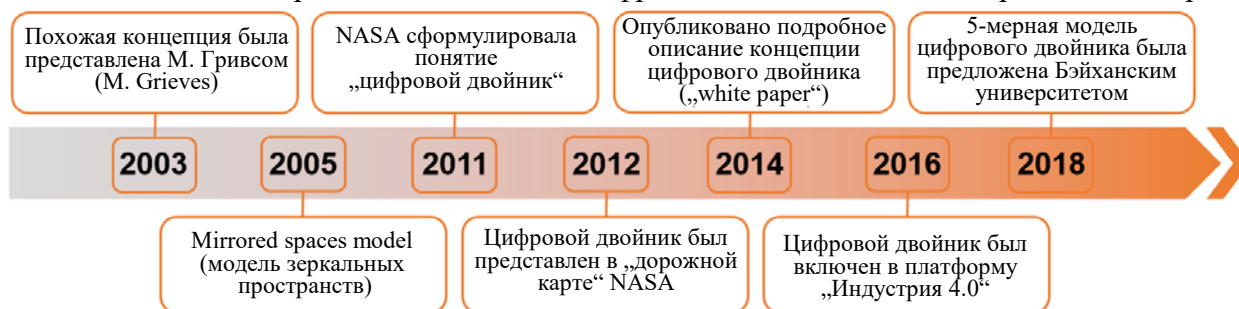 Похожая концепция была
представлена М. Гривсом
(M. Grieves)
NASA сформулировала
понятие
„цифровой двойник“
Опубликовано подробное
описание концепции
цифрового двойника
(„white paper“)
5-мерная модель
цифрового двойника была
предложена Бэйханским
университетом
2003
2005
2011
2012
2014
2016
2018
Mirrored spaces model
(модель зеркальных
пространств)
Цифровой двойник был
представлен в „дорожной
карте“ NASA
Цифровой двойник был
включен в платформу
„Индустрия 4.0“